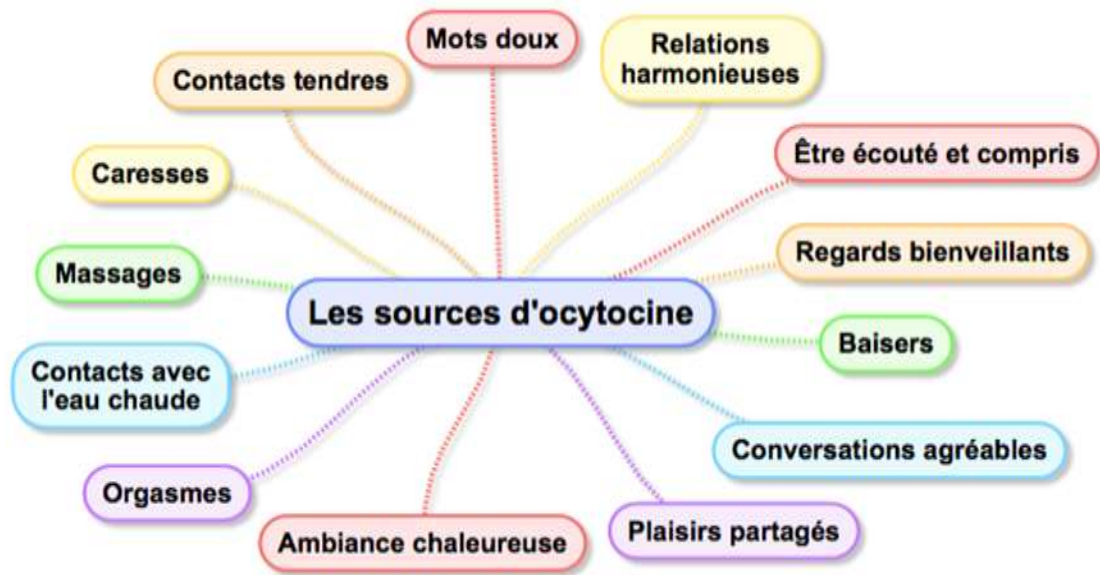 Mots doux
Relations
harmonieuses
Contacts tendres
Être écouté et compris
Caresses
Regards bienveillants
Massages
Les sources d'ocytocine
Baisers
Contacts avec
l'eau chaude
Conversations agréables
Orgasmes
Plaisirs partagés
Ambiance chaleureuse